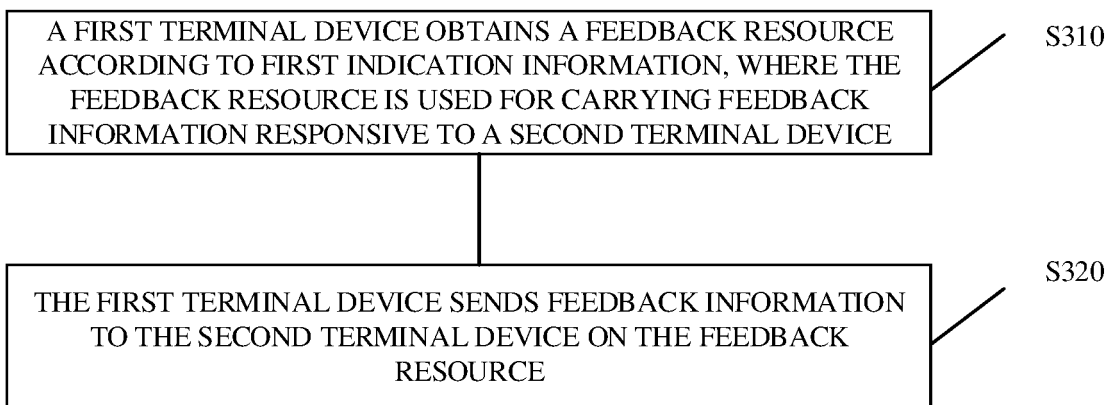 A FIRST TERMINAL DEVICE OBTAINS A FEEDBACK RESOURCE
ACCORDING TO FIRST INDICATION INFORMATION, WHERE THE
FEEDBACK RESOURCE IS USED FOR CARRYING FEEDBACK
INFORMATION RESPONSIVE TO A SECOND TERMINAL DEVICE
S310
THE FIRST TERMINAL DEVICE SENDS FEEDBACK INFORMATION
TO THE SECOND TERMINAL DEVICE ON THE FEEDBACK
RESOURCE
S320